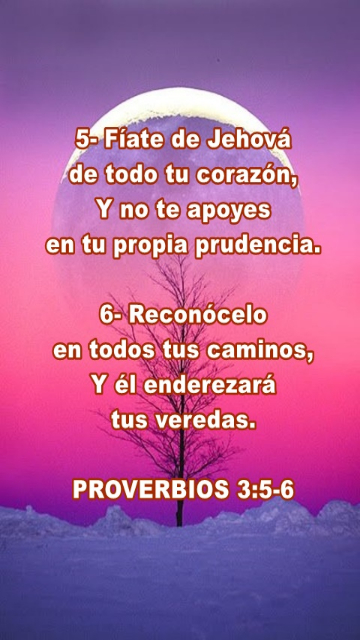 5- Fíate de Jehová
de todo tu corazón,
Y no te apoyes
en tu propia prudencia.
6- Reconócelo
en todos tus caminos,
Y él enderezará
tus veredas.
PROVERBIOS 3:5-6